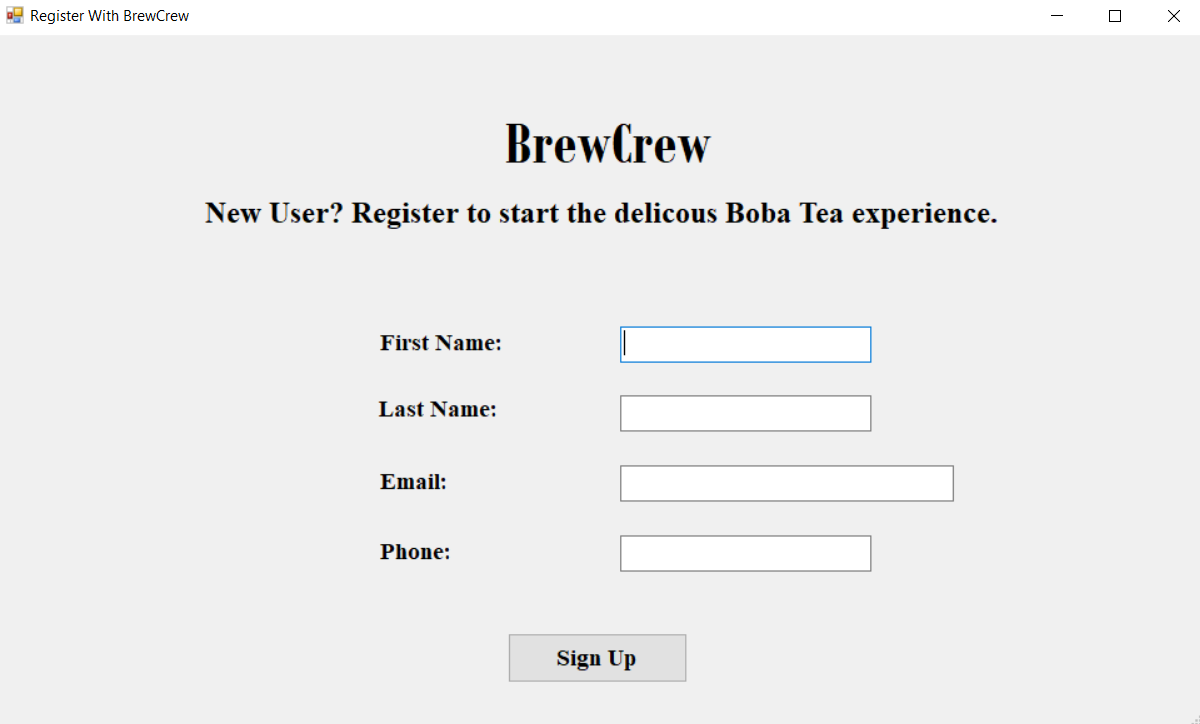 Register With BrewCrew
BrewCrew
New User? Register to start the delicous Boba Tea experience.
First Name:
Last Name:
Email:
Phone:
Sign Up